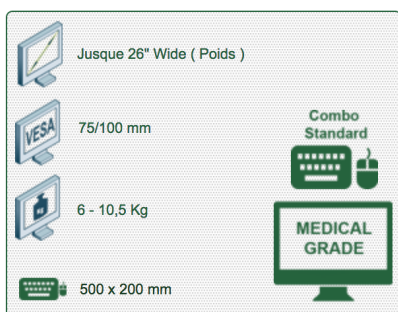 Jusque 26" Wide ( Poids )
VESA
75/100 mm
Combo
Standard
KG
6 - 10,5 Kg
MEDICAL
GRADE
500 x 200 mm